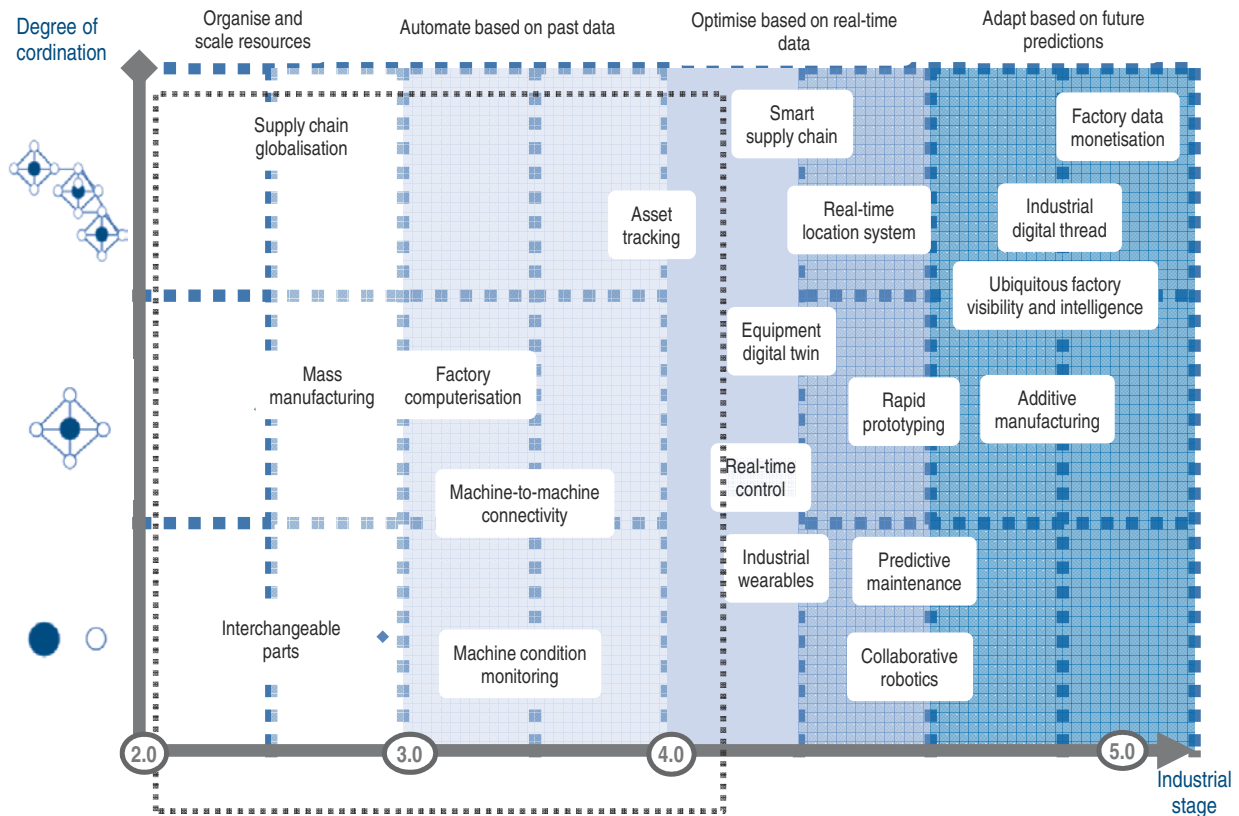 Degree of
cordination
Organise and
scale resources
Automate based on past data
Optimise based on real-time
data
Adapt based on future
predictions
Supply chain
globalisation
Smart
supply chain
Factory data
monetisation
Asset
tracking
Real-time
location system
Industrial
digital thread
Ubiquitous factory
visibility and intelligence
Equipment
digital twin
Mass
manufacturing
Factory
computerisation
Rapid
prototyping
Additive
manufacturing
Real-time
control
Machine-to-machine
connectivity
Industrial
wearables
Predictive
maintenance
Interchangeable
parts
Machine condition
monitoring
Collaborative
robotics
2.0
3.0
4.0
5.0
Industrial
stage